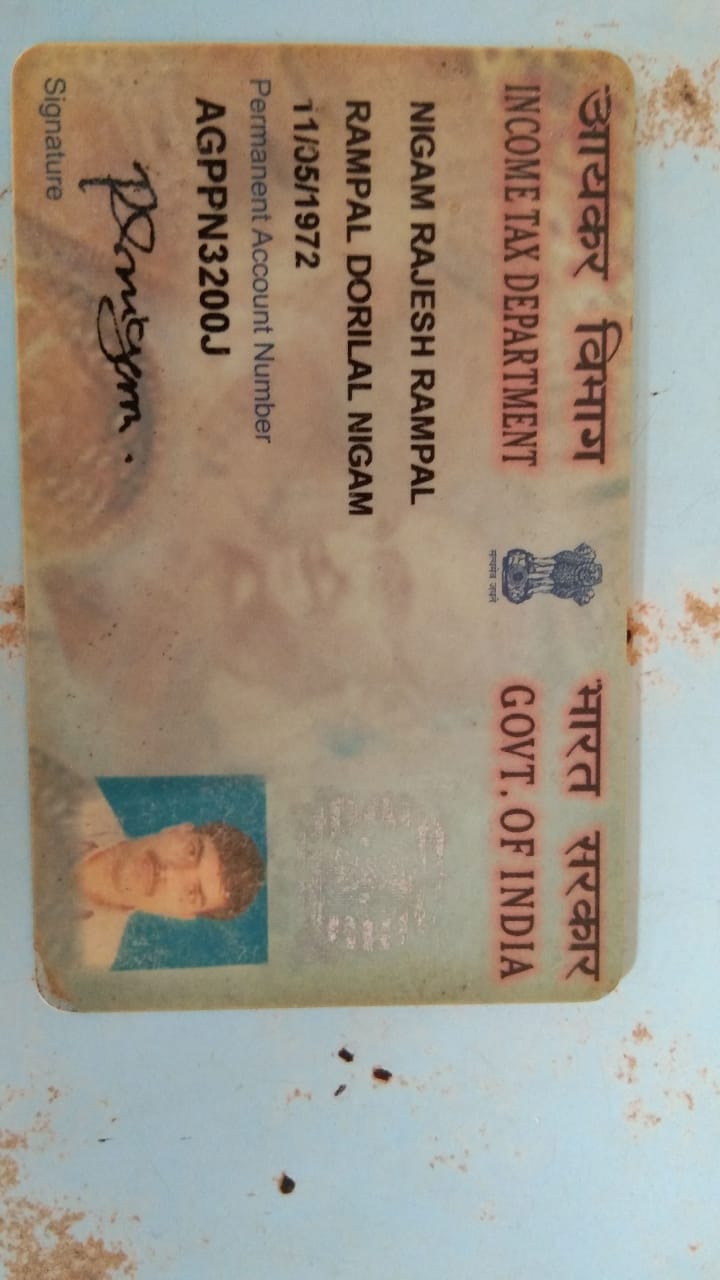 आयकर विभाग
INCOME TAX DEPARTMENT
सत्यमेव जयते
भारत सरकार
GOVT. OF INDIA
NIGAM RAJESH RAMPAL
RAMPAL DORILAL NIGAM
11/05/1972
Permanent Account Number
AGPPN3200J
Signature